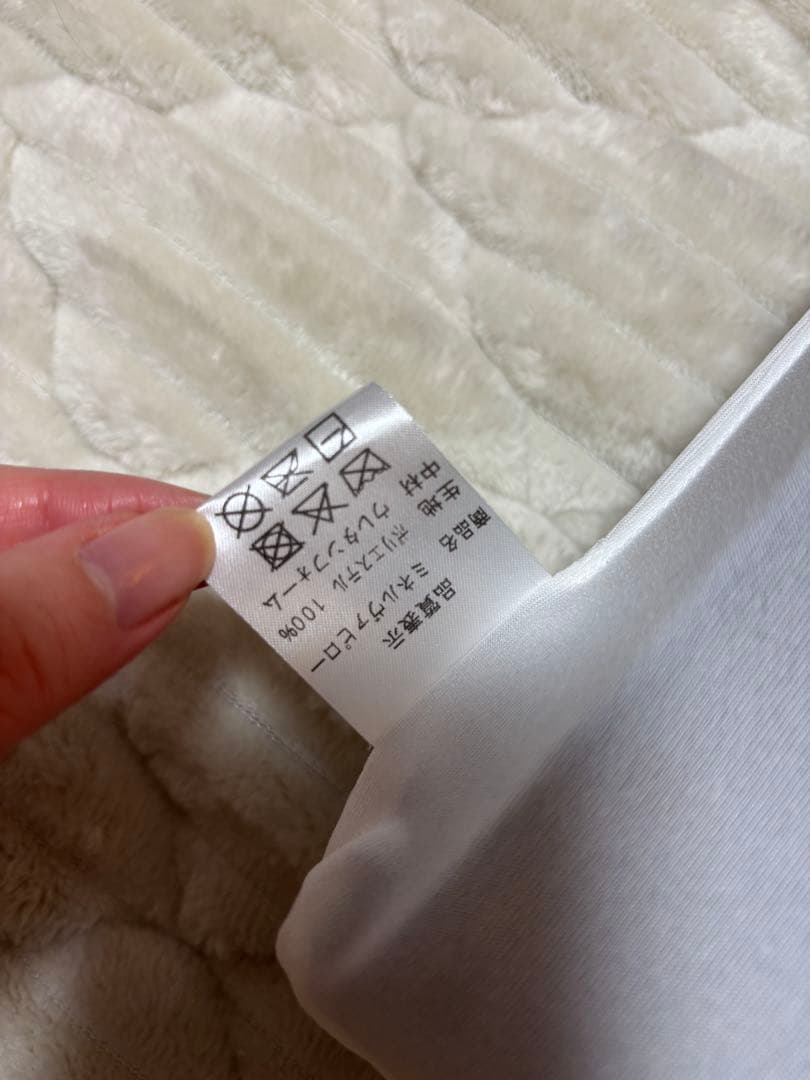 品質表示
商品名 ミネルヴァピロー
生地 ポリエステル 100%
中材 ウレタンフォーム